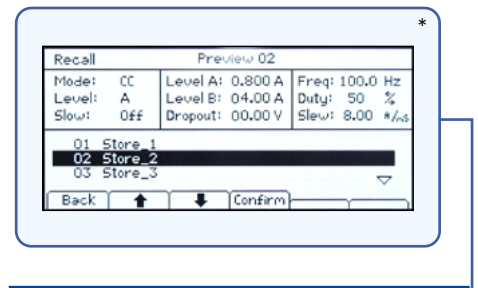 *
Recall Preview 02
Mode: CC Level A: 0.800 A Freq: 100.0 Hz
Level: A Level B: 04.00 A Duty: 50 %
Slow: Off Dropout: 00.00 V Slew: 8.00 A/ms
01 Store_1
02 Store_2
03 Store_3
Back Confirm